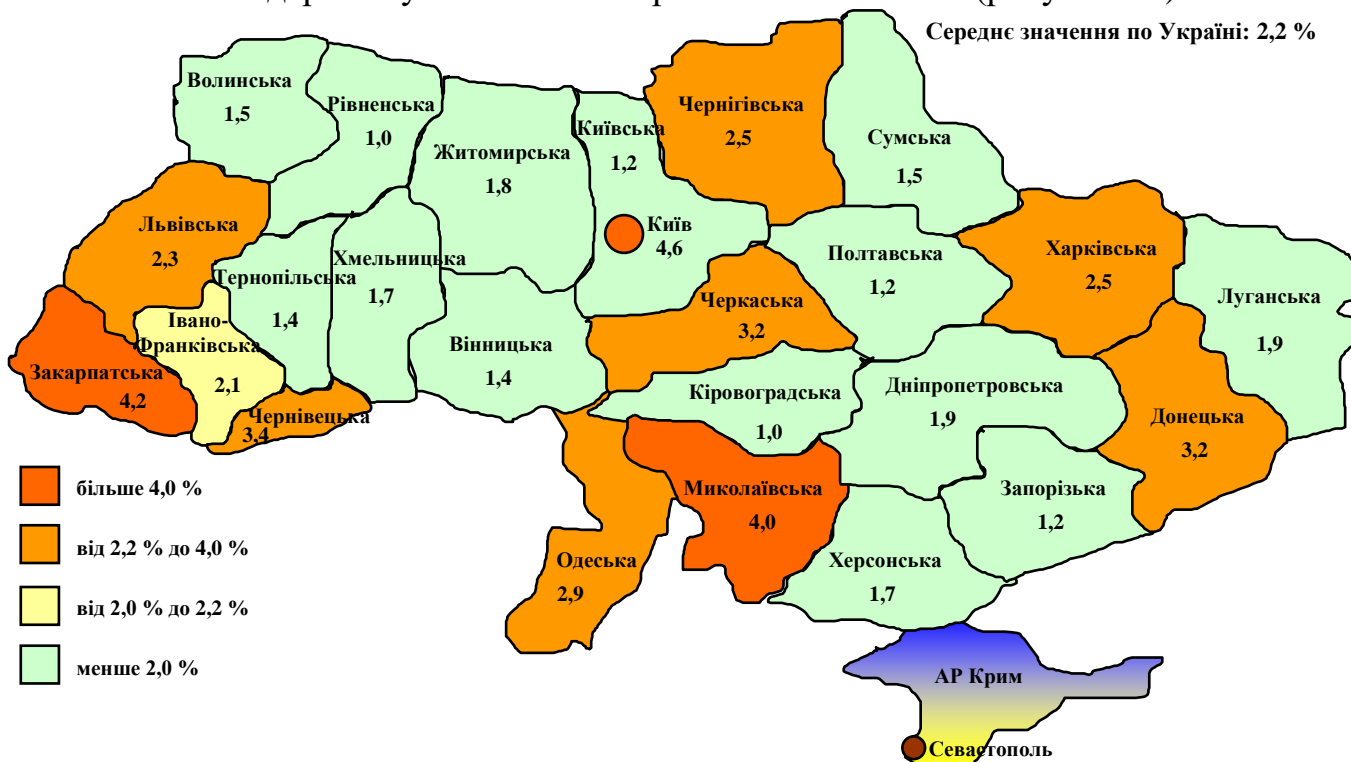 Середнє значення по Україні: 2,2 %
Волинська
1,5
Рівненська
1,0
Житомирська
1,8
Київська
1,2
Чернігівська
2,5
Сумська
1,5
Львівська
2,3
Тернопільська
1,4
Хмельницька
1,7
Київ
4,6
Полтавська
1,2
Харківська
2,5
Луганська
1,9
Черкаська
3,2
Івано-
Франківська
2,1
Закарпатська
4,2
Чернівецька
3,4
Вінницька
1,4
Кіровоградська
1,0
Дніпропетровська
1,9
Донецька
3,2
Миколаївська
4,0
Запорізька
1,2
Одеська
2,9
Херсонська
1,7
АР Крим
Севастополь
більше 4,0 %
від 2,2 % до 4,0 %
від 2,0 % до 2,2 %
менше 2,0 %